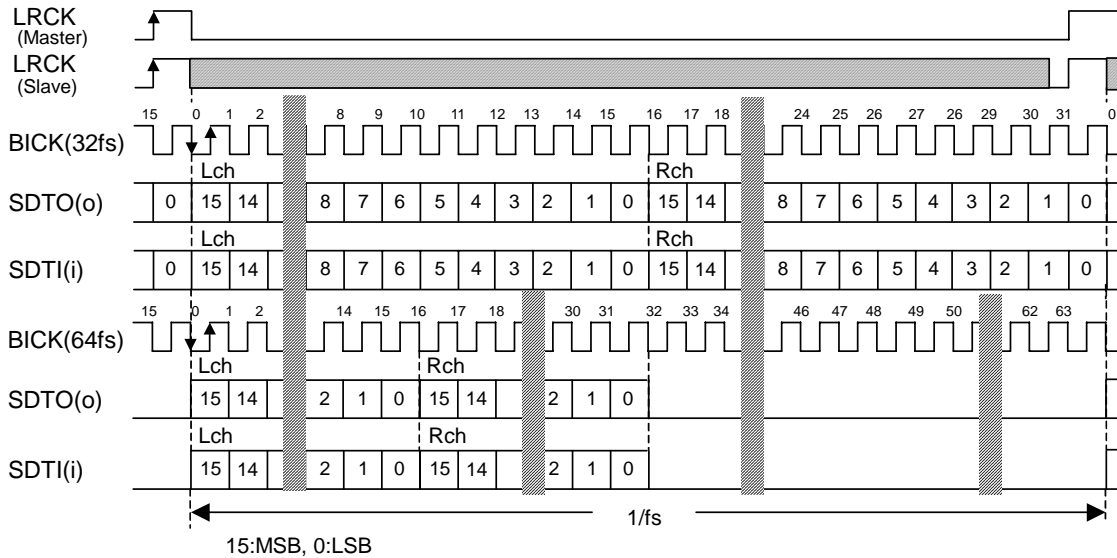 LRCK
(Master)
LRCK
(Slave)
15 0 1 2 8 9 10 11 12 13 14 15 16 17 18 24 25 26 27 26 29 30 31 0
BICK(32fs)
Lch Rch
SDTO(o) 0 15 14 8 7 6 5 4 3 2 1 0 15 14 8 7 6 5 4 3 2 1 0
Lch Rch
SDTI(i) 0 15 14 8 7 6 5 4 3 2 1 0 15 14 8 7 6 5 4 3 2 1 0
15 0 1 2 14 15 16 17 18 30 31 32 33 34 46 47 48 49 50 62 63
BICK(64fs)
Lch Rch
SDTO(o) 15 14 2 1 0 15 14 2 1 0
Lch Rch
SDTI(i) 15 14 2 1 0 15 14 2 1 0
1/fs
15:MSB, 0:LSB